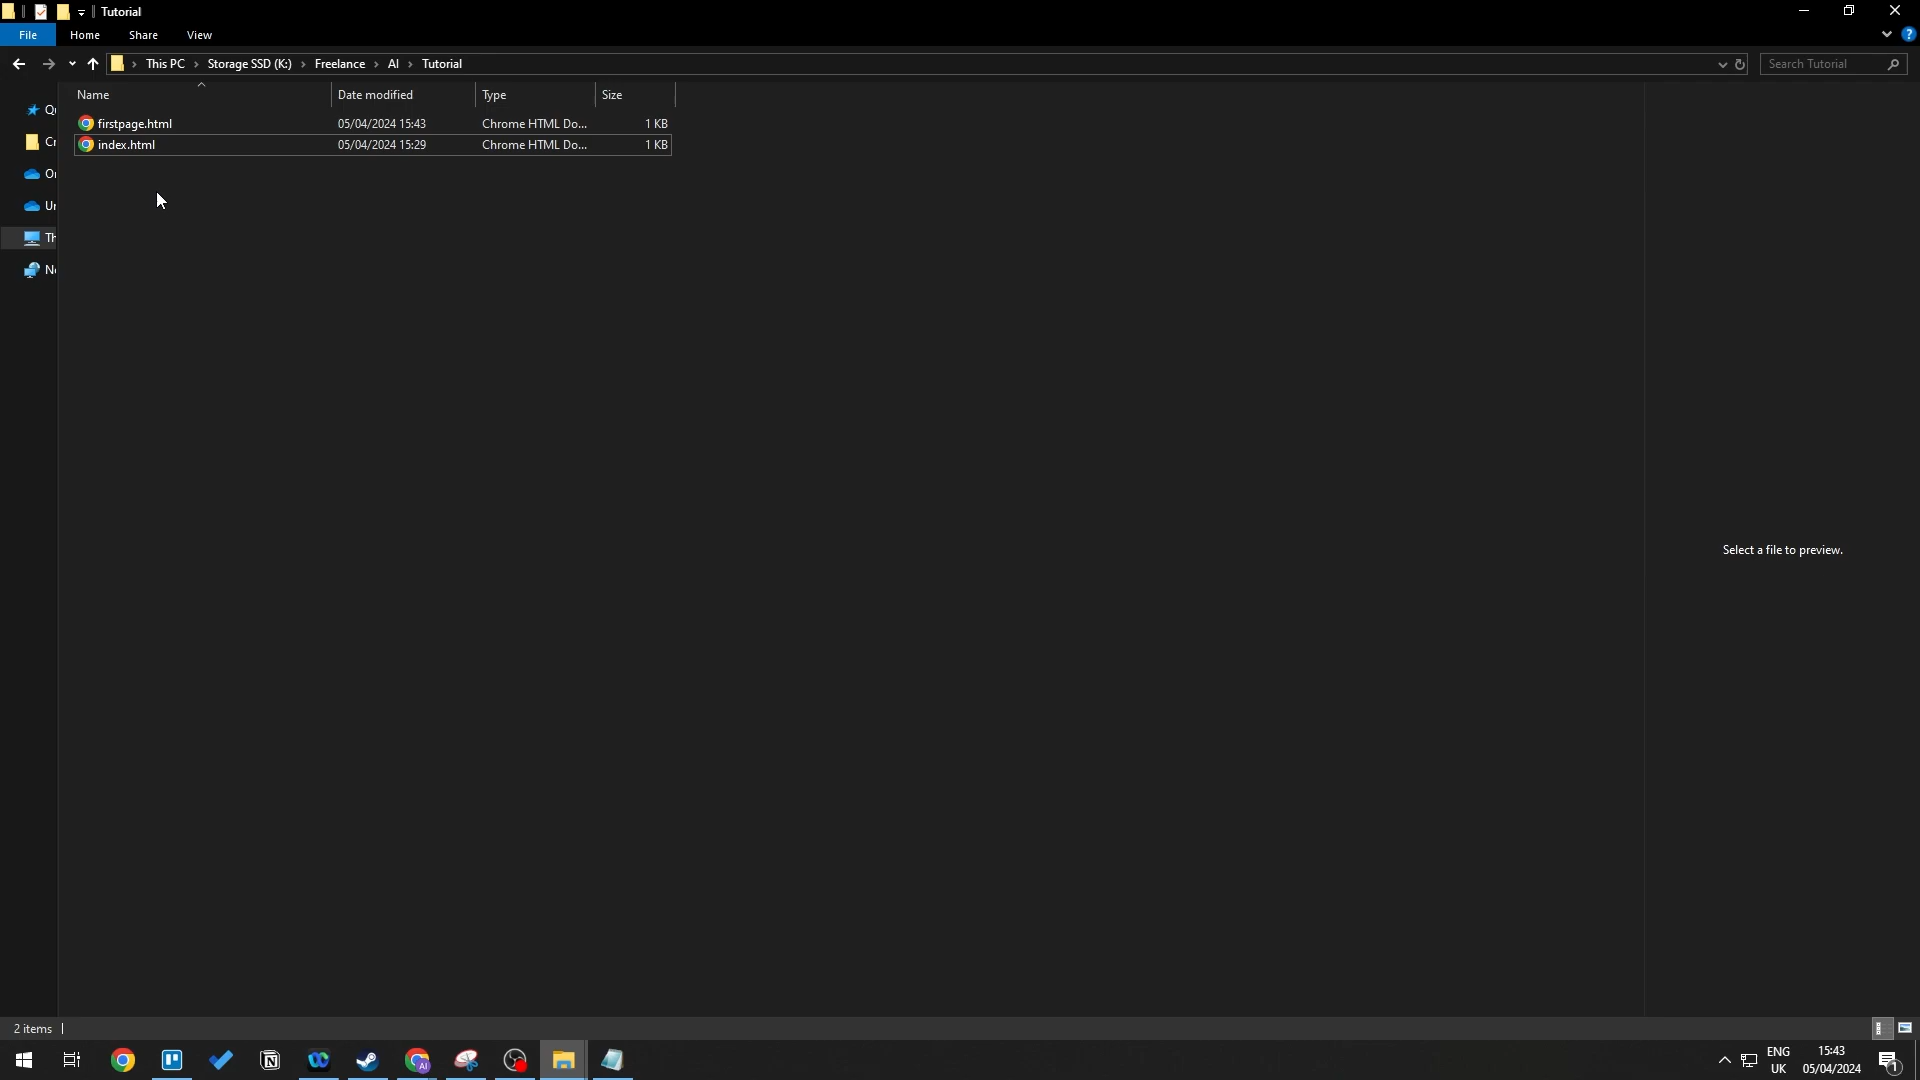 Tutorial
File Home Share View
This PC Storage SSD (K:) Freelance AI Tutorial Search Tutorial
Name Date modified Type Size
firstpage.html 05/04/2024 15:43 Chrome HTML Do... 1 KB
index.html 05/04/2024 15:29 Chrome HTML Do... 1 KB
Select a file to preview.
2 items
ENG 15:43
UK 05/04/2024
AI
1